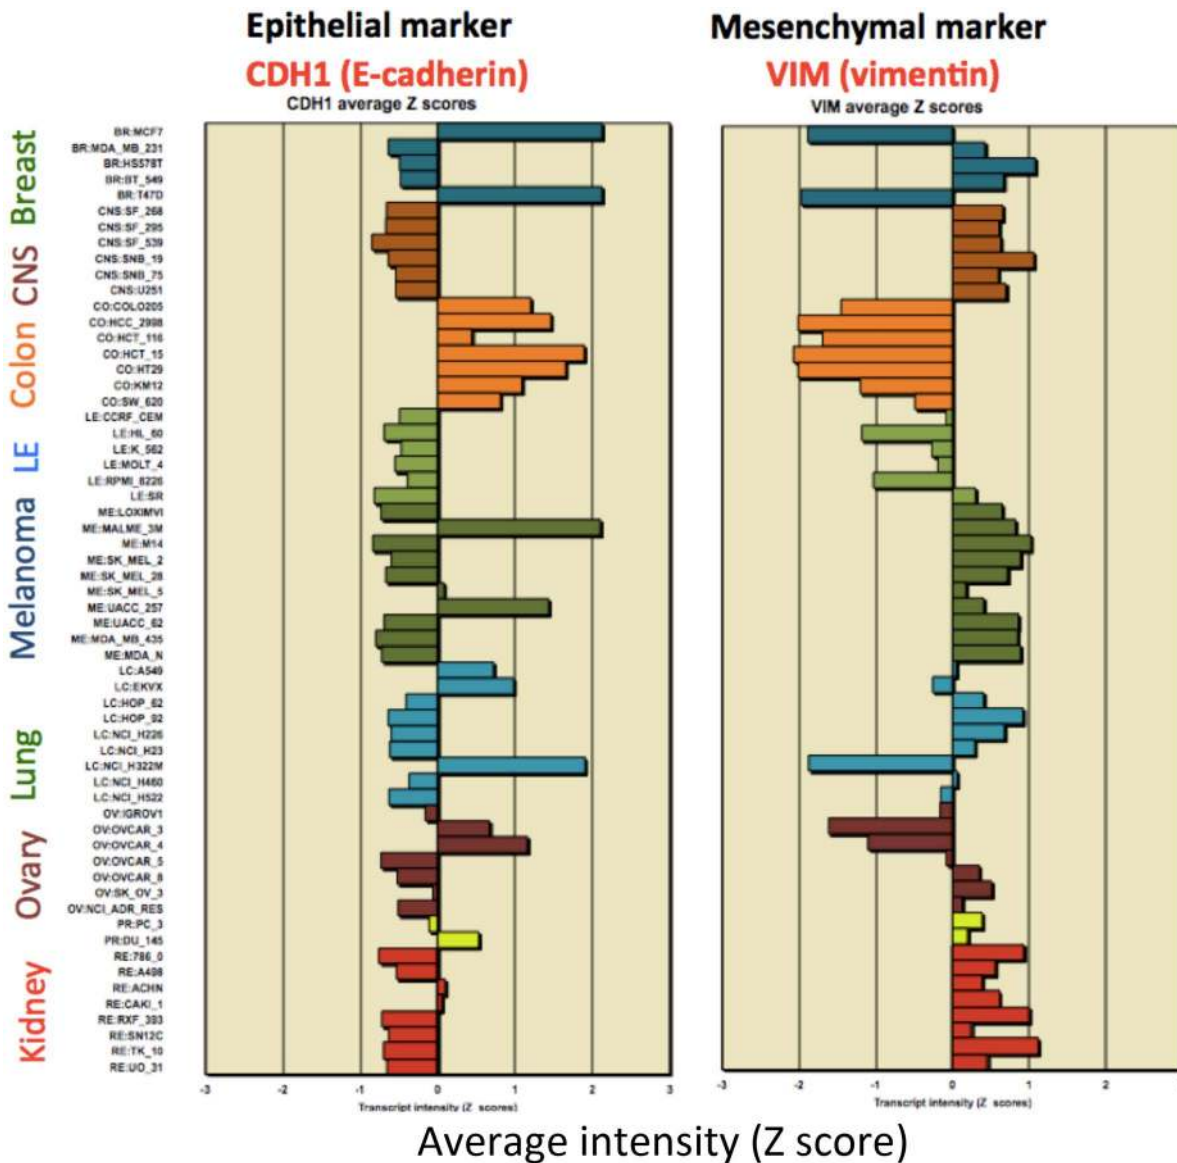 Epithelial marker
CDH1 (E-cadherin)
CDH1 average Z scores
Mesenchymal marker
VIM (vimentin)
VIM average Z scores
Breast
CNS
Colon
LE
Melanoma
Lung
Ovary
Kidney
BR:MCF7
BR:MDA_MB_231
BR:HS578T
BR:BT_549
BR:T47D
CNS:SF_268
CNS:SF_295
CNS:SF_539
CNS:SNB_19
CNS:SNB_75
CNS:U251
CO:COLO205
CO:HCC_2998
CO:HCT_116
CO:HCT_15
CO:HT29
CO:KM12
CO:SW_620
LE:CCRF_CEM
LE:HL_60
LE:K_562
LE:MOLT_4
LE:RPMI_8226
LE:SR
ME:LOXIMVI
ME:MALME_3M
ME:M14
ME:SK_MEL_2
ME:SK_MEL_28
ME:SK_MEL_5
ME:UACC_257
ME:UACC_62
ME:MDA_MB_435
ME:MDA_N
LC:A549
LC:EKVX
LC:HOP_62
LC:HOP_92
LC:NCI_H226
LC:NCI_H23
LC:NCI_H322M
LC:NCI_H460
LC:NCI_H522
OV:IGROV1
OV:OVCAR_3
OV:OVCAR_4
OV:OVCAR_5
OV:OVCAR_8
OV:SK_OV_3
OV:NCI_ADR_RES
PR:PC_3
PR:DU_145
RE:786_0
RE:A498
RE:ACHN
RE:CAKI_1
RE:RXF_393
RE:SN12C
RE:TK_10
RE:UO_31
-3 -2 -1 0 1 2 3
Transcript intensity (Z scores)
-3 -2 -1 0 1 2
Transcript intensity (Z scores)
Average intensity (Z score)